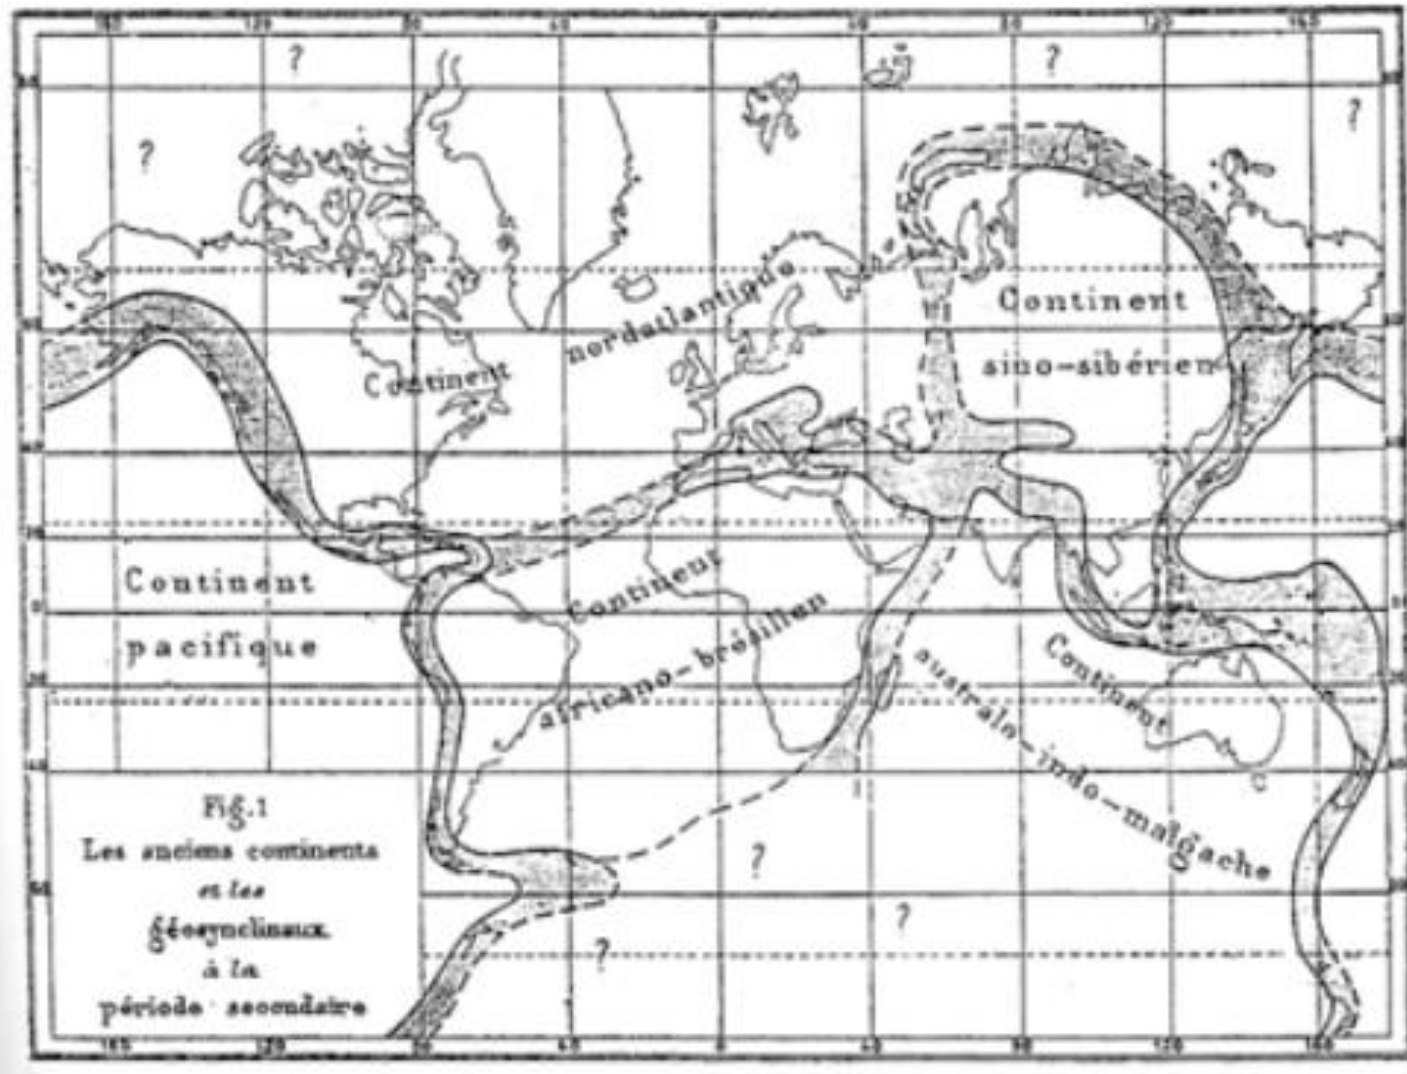 ?
?
?
?
Continent
nordatlantique
Continent
sino-sibérien
Continent
pacifique
Continent
africano-brésilien
Continent
australo-indo-malgache
?
?
?
Fig.1
Les anciens continents
et les
géosynclinaux
à la
période secondaire